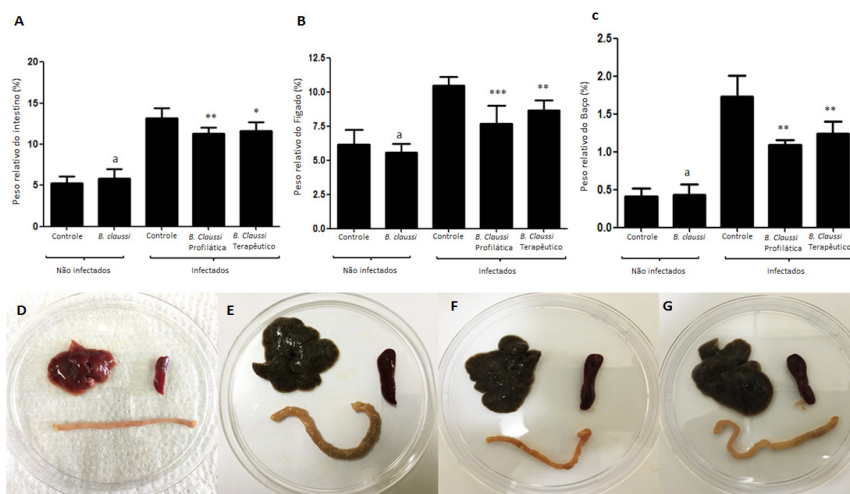 A
Peso relativo do intestino (%)
20
15
10
5
0
a
**
*
Controle
B. claussi
Controle
B. Claussi
Profilática
B. Claussi
Terapêutico
Não infectados
Infectados
B
Peso relativo do Fígado (%)
12.5
10.0
7.5
5.0
2.5
0.0
a
***
**
Controle
B. claussi
Controle
B. Claussi
Profilática
B. Claussi
Terapêutico
Não infectados
Infectados
c
Peso relativo do Baço (%)
2.5
2.0
1.5
1.0
0.5
0.0
a
**
**
Controle
B. claussi
Controle
B. Claussi
Profilática
B. Claussi
Terapêutico
Não infectados
Infectados
D
E
F
G